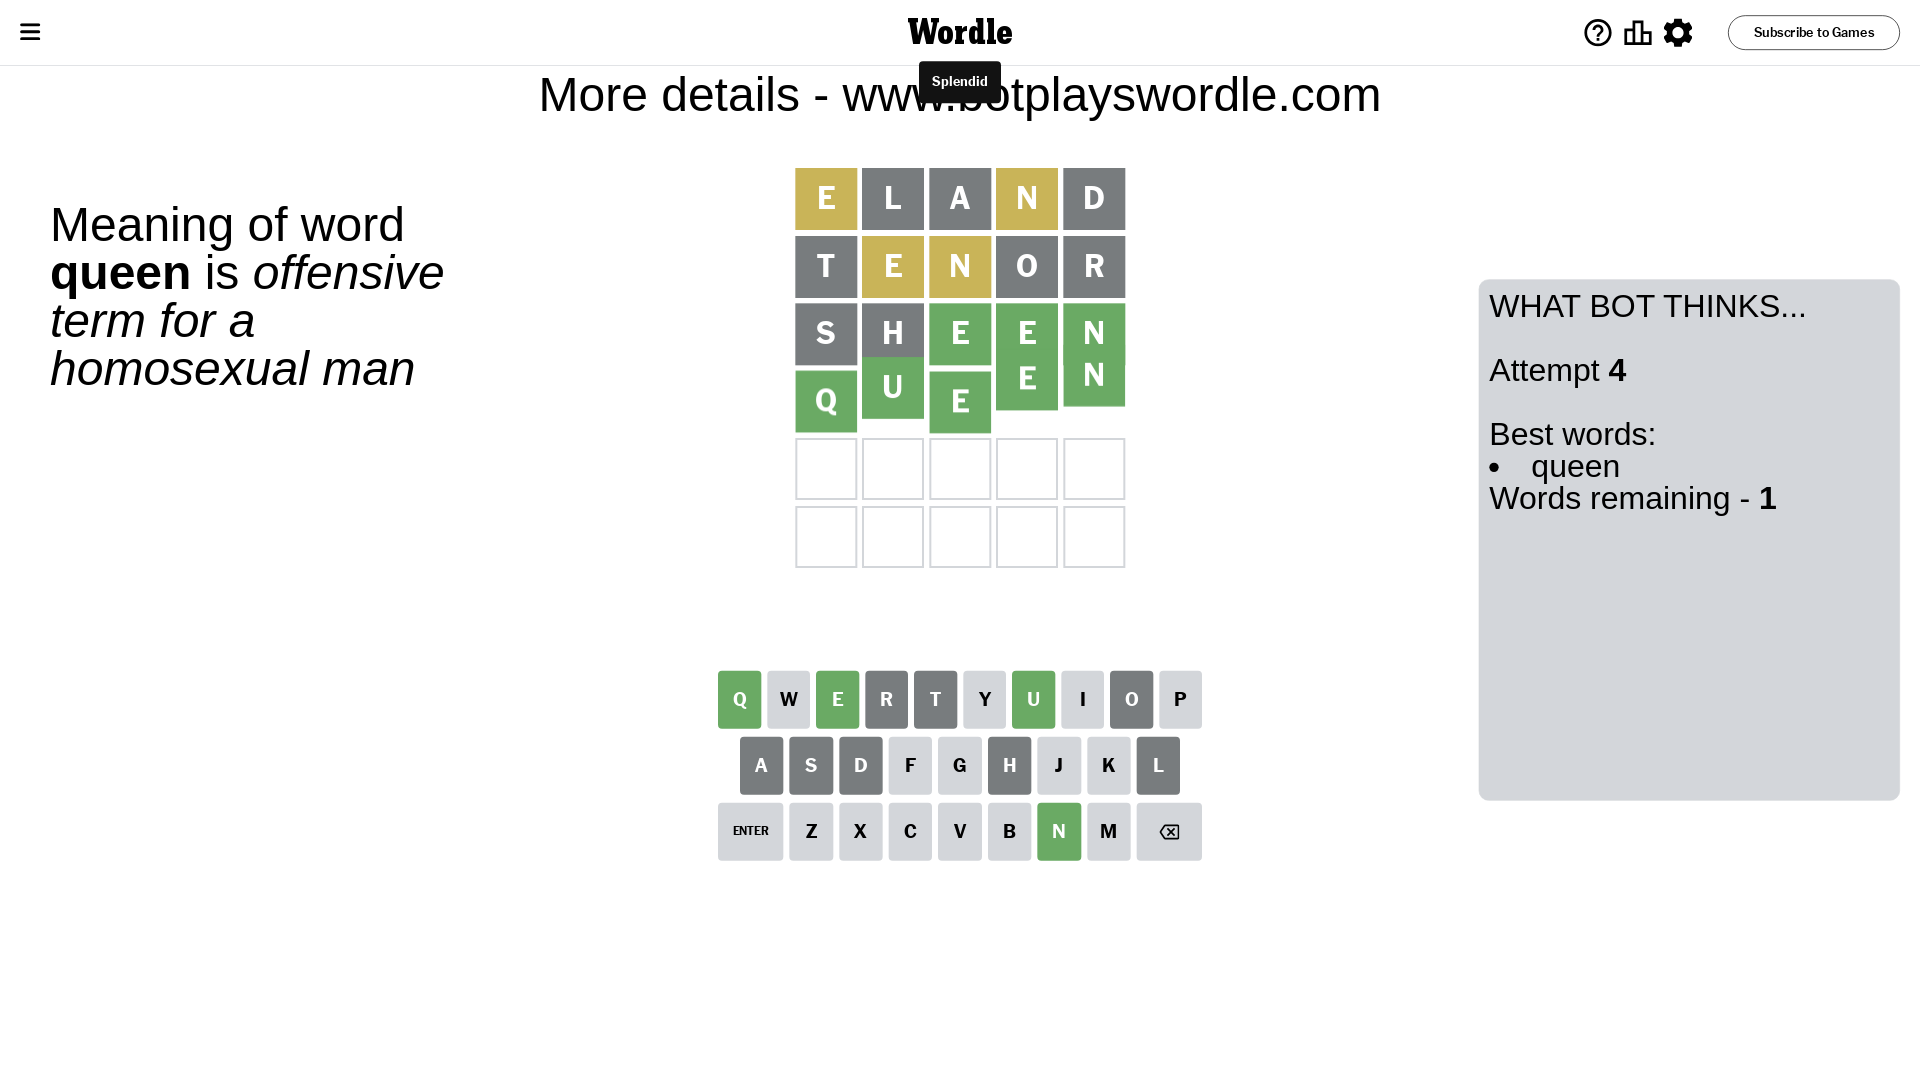 Wordle
Subscribe to Games
Splendid
More details - www.botplayswordle.com
Meaning of word
queen is offensive
term for a
homosexual man
E L A N D
T E N O R
S H E E N
Q U E E N
WHAT BOT THINKS...
Attempt 4
Best words:
• queen
Words remaining - 1
Q W E R T Y U I O P
A S D F G H J K L
ENTER Z X C V B N M